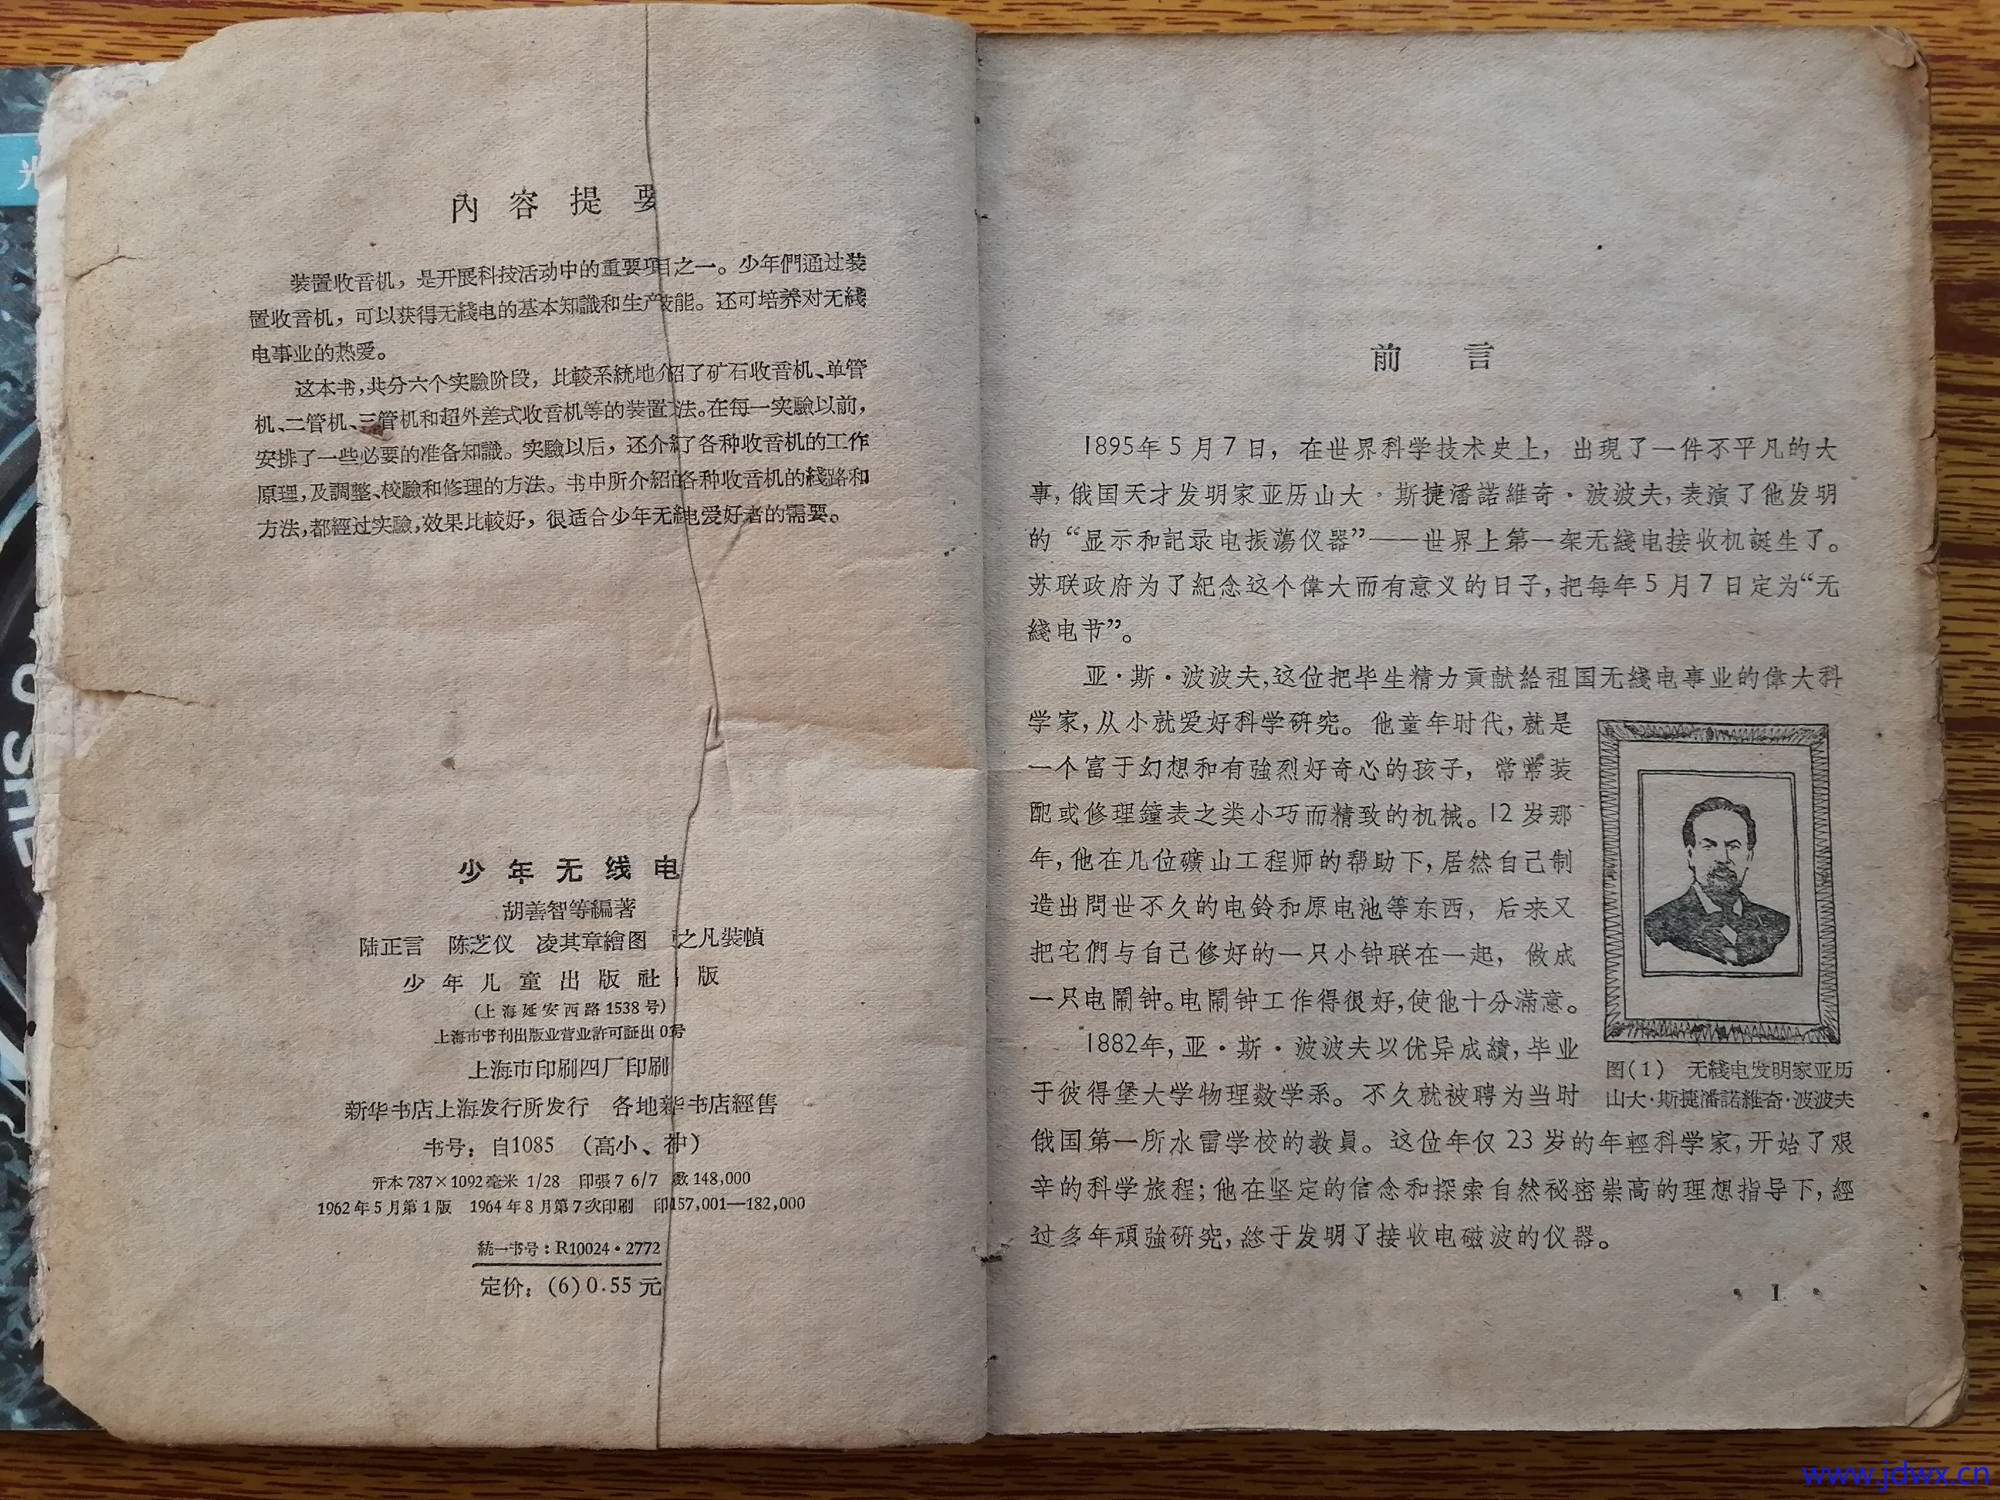 光
内容提要
装置收音机，是开展科技活动中的重要项目之一。少年們通过装
置收音机，可以获得无綫电的基本知識和生产技能。还可培养对无綫
电事业的热爱。
这本书，共分六个实驗阶段，比較系統地介紹了矿石收音机、单管
机、二管机、三管机和超外差式收音机等的装置方法。在每一实驗以前，
安排了一些必要的准备知識。实驗以后，还介紹了各种收音机的工作
原理，及調整、校驗和修理的方法。书中所介紹的各种收音机的綫路和
方法，都經过实驗，效果比較好，很适合少年无綫电爱好者的需要。
少年无线电
胡善智等編著
陆正言 陈芝仪 凌其章繪图 之凡装幀
少年儿童出版社 版
(上海延安西路1538号)
上海市书刊出版业营业許可証出 0 号
上海市印刷四厂印刷
新华书店上海发行所发行 各地新华书店經售
书号：自1085 (高小、初中)
开本 787×1092 毫米 1/28 印張 7 6/7 数 148,000
1962年5月第1版 1964年8月第7次印刷 印 157,001—182,000
統一书号：R10024·2772
定价：(6)0.55元
前言
1895年5月7日，在世界科学技术史上，出現了一件不平凡的大
事，俄国天才发明家亚历山大·斯捷潘諾維奇·波波夫，表演了他发明
的“显示和記录电振荡仪器”——世界上第一架无綫电接收机誕生了。
苏联政府为了紀念这个偉大而有意义的日子，把每年5月7日定为“无
綫电节”。
亚·斯·波波夫，这位把毕生精力貢献給祖国无綫电事业的偉大科
学家，从小就爱好科学硏究。他童年时代，就是
一个富于幻想和有強烈好奇心的孩子，常常装
配或修理鐘表之类小巧而精致的机械。12岁那
年，他在几位礦山工程师的帮助下，居然自己制
造出問世不久的电鈴和原电池等东西，后来又
把它們与自己修好的一只小钟联在一起，做成
一只电鬧钟。电鬧钟工作得很好，使他十分滿意。
1882年，亚·斯·波波夫以优异成績，毕业
于彼得堡大学物理数学系。不久就被聘为当时
俄国第一所水雷学校的教員。这位年仅23岁的年輕科学家，开始了艰
辛的科学旅程；他在坚定的信念和探索自然秘密崇高的理想指导下，經
过多年頑強硏究，終于发明了接收电磁波的仪器。
图(1) 无綫电发明家亚历
山大·斯捷潘諾維奇·波波夫
· 1 ·
www.jdwx.cn